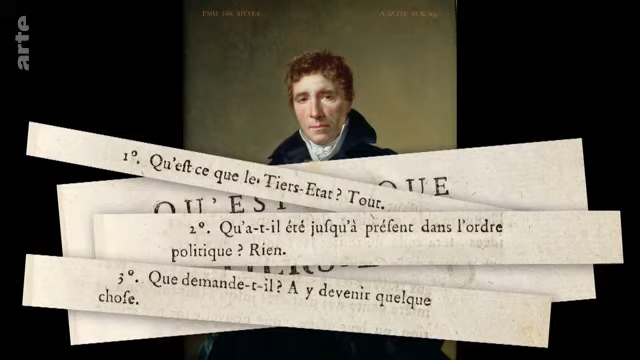 arte
1°. Qu'eſt ce que le Tiers-Etat ? Tout.
QU'EST QUE
2°. Qu'a-t-il été juſqu'à préſent dans l'ordre
politique ? Rien.
3°. Que demande-t-il ? A y devenir quelque
choſe.